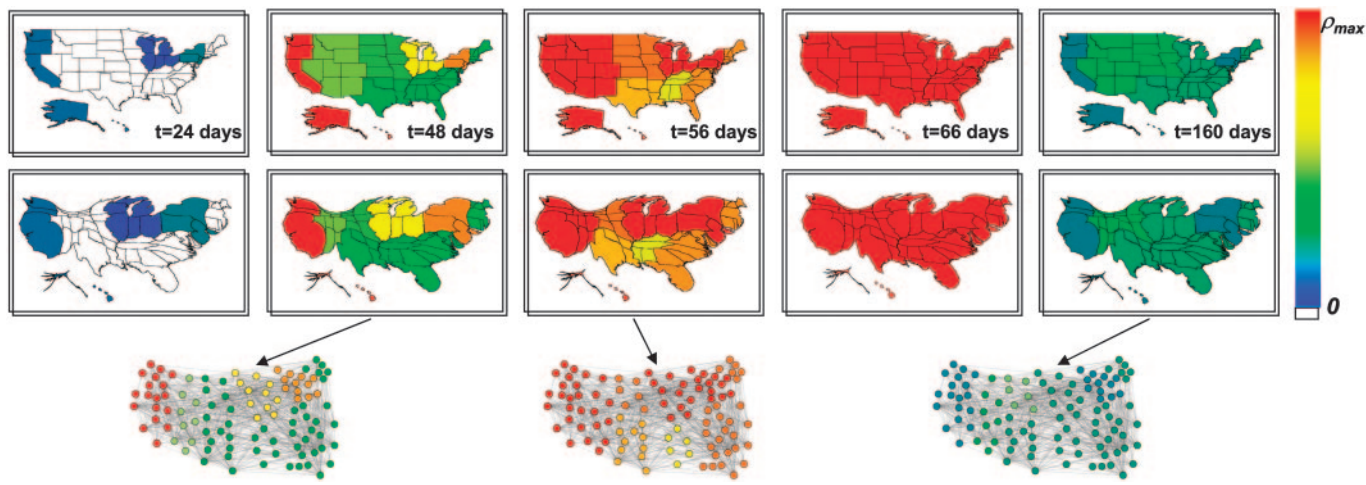 t=24 days
t=48 days
t=56 days
t=66 days
t=160 days
ρmax
0